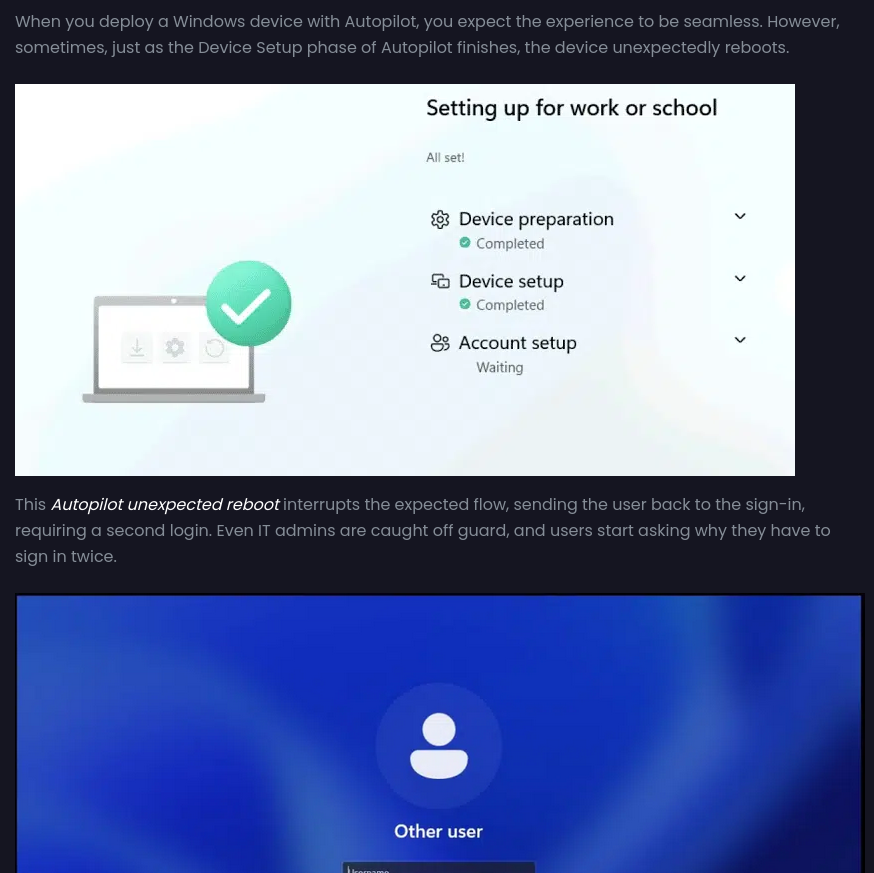 When you deploy a Windows device with Autopilot, you expect the experience to be seamless. However,
sometimes, just as the Device Setup phase of Autopilot finishes, the device unexpectedly reboots.
Setting up for work or school
All set!
Device preparation
Completed
Device setup
Completed
Account setup
Waiting
This Autopilot unexpected reboot interrupts the expected flow, sending the user back to the sign-in,
requiring a second login. Even IT admins are caught off guard, and users start asking why they have to
sign in twice.
Other user
Username